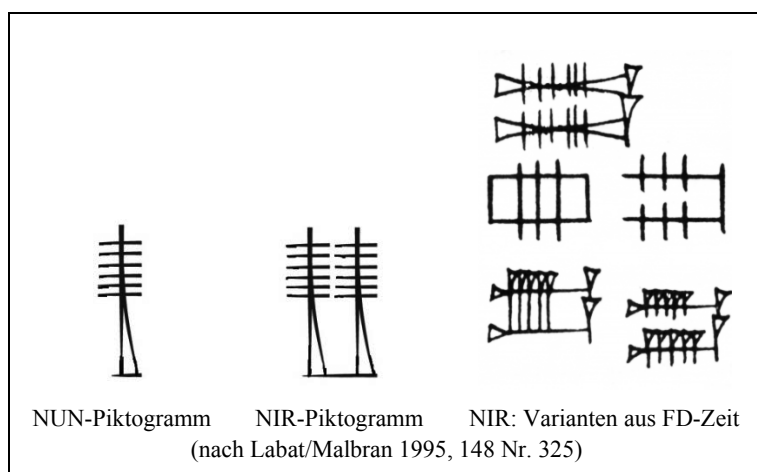 NUN-Piktogramm NIR-Piktogramm NIR: Varianten aus FD-Zeit
(nach Labat/Malbran 1995, 148 Nr. 325)